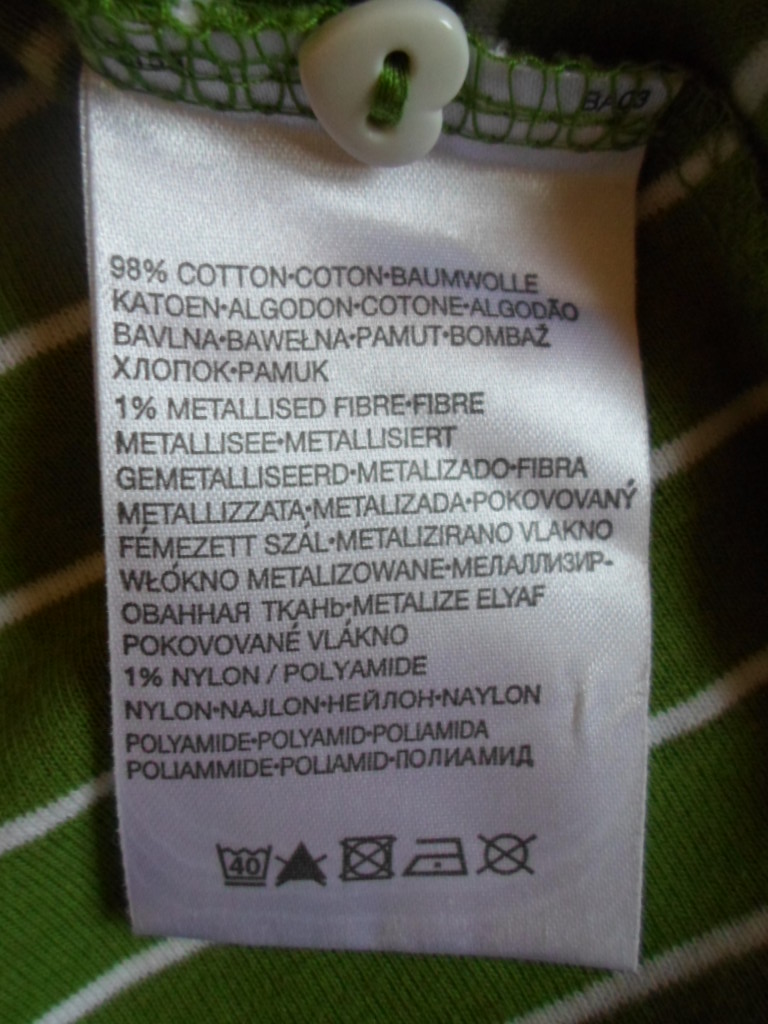 BA03
98% COTTON•COTON•BAUMWOLLE
KATOEN•ALGODON•COTONE•ALGODÃO
BAVLNA•BAWEŁNA•PAMUT•BOMBAŽ
ХЛОПОК•PAMUK
1% METALLISED FIBRE•FIBRE
METALLISEE•METALLISIERT
GEMETALLISEERD•METALIZADO•FIBRA
METALLIZZATA•METALIZADA•POKOVOVANÝ
FÉMEZETT SZÁL•METALIZIRANO VLAKNO
WŁÓKNO METALIZOWANE•МЕЛАЛЛИЗИР-
ОВАННАЯ ТКАНЬ•METALIZE ELYAF
POKOVOVANÉ VLÁKNO
1% NYLON / POLYAMIDE
NYLON•NAJLON•НЕЙЛОН•NAYLON
POLYAMIDE•POLYAMID•POLIAMIDA
POLIAMMIDE•POLIAMID•ПОЛИАМИД
40